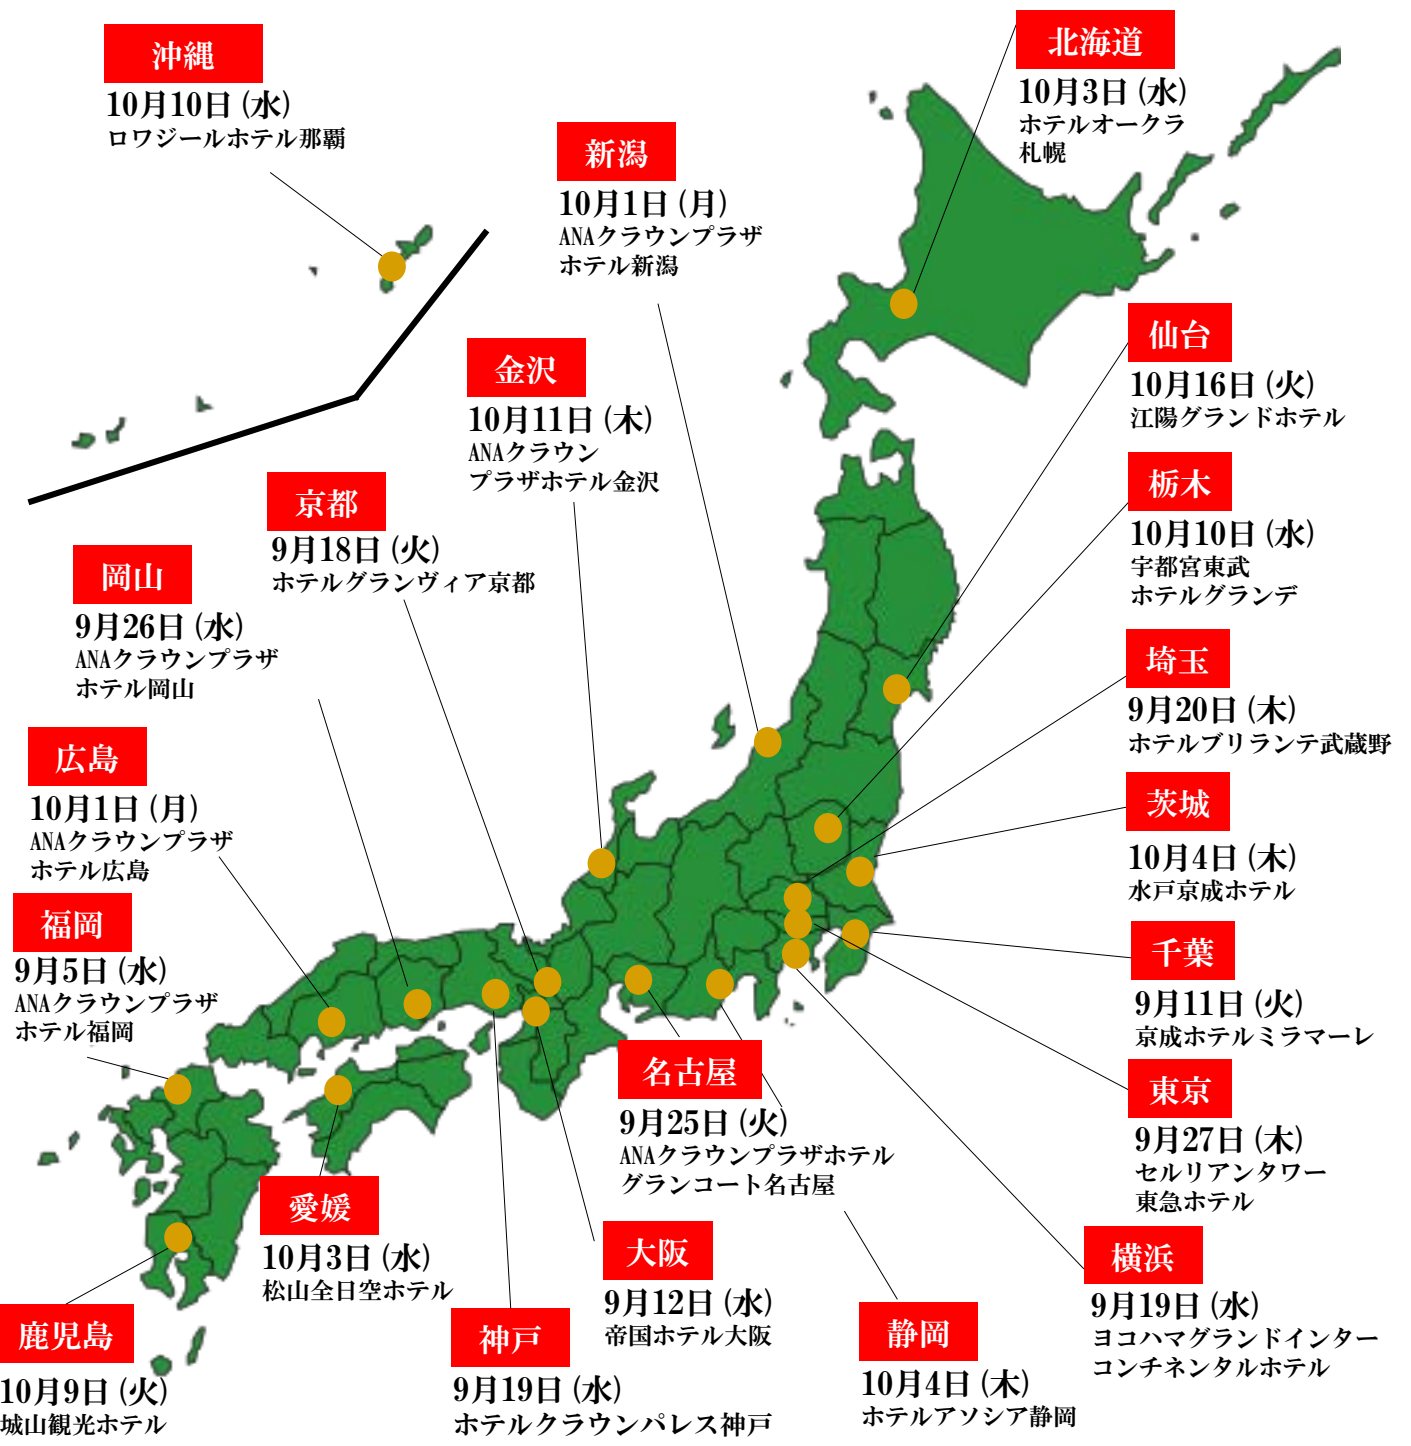 沖縄
10月10日 (水)
ロワジールホテル那覇
北海道
10月3日 (水)
ホテルオークラ
札幌
新潟
10月1日 (月)
ANAクラウンプラザ
ホテル新潟
仙台
10月16日 (火)
江陽グランドホテル
金沢
10月11日 (木)
ANAクラウン
プラザホテル金沢
栃木
10月10日 (水)
宇都宮東武
ホテルグランデ
京都
9月18日 (火)
ホテルグランヴィア京都
岡山
9月26日 (水)
ANAクラウンプラザ
ホテル岡山
埼玉
9月20日 (木)
ホテルブリランテ武蔵野
広島
10月1日 (月)
ANAクラウンプラザ
ホテル広島
茨城
10月4日 (木)
水戸京成ホテル
福岡
9月5日 (水)
ANAクラウンプラザ
ホテル福岡
千葉
9月11日 (火)
京成ホテルミラマーレ
名古屋
9月25日 (火)
ANAクラウンプラザホテル
グランコート名古屋
東京
9月27日 (木)
セルリアンタワー
東急ホテル
愛媛
10月3日 (水)
松山全日空ホテル
大阪
9月12日 (水)
帝国ホテル大阪
横浜
9月19日 (水)
ヨコハマグランドインター
コンチネンタルホテル
鹿児島
10月9日 (火)
城山観光ホテル
神戸
9月19日 (水)
ホテルクラウンパレス神戸
静岡
10月4日 (木)
ホテルアソシア静岡